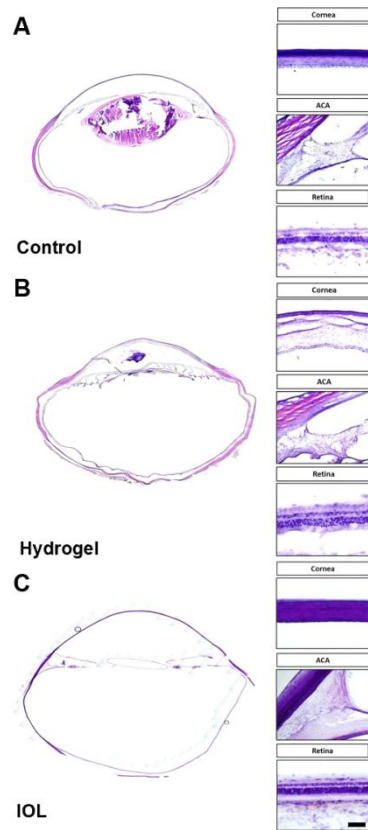 A
Control
Cornea
ACA
Retina
B
Hydrogel
Cornea
ACA
Retina
C
IOL
Cornea
ACA
Retina